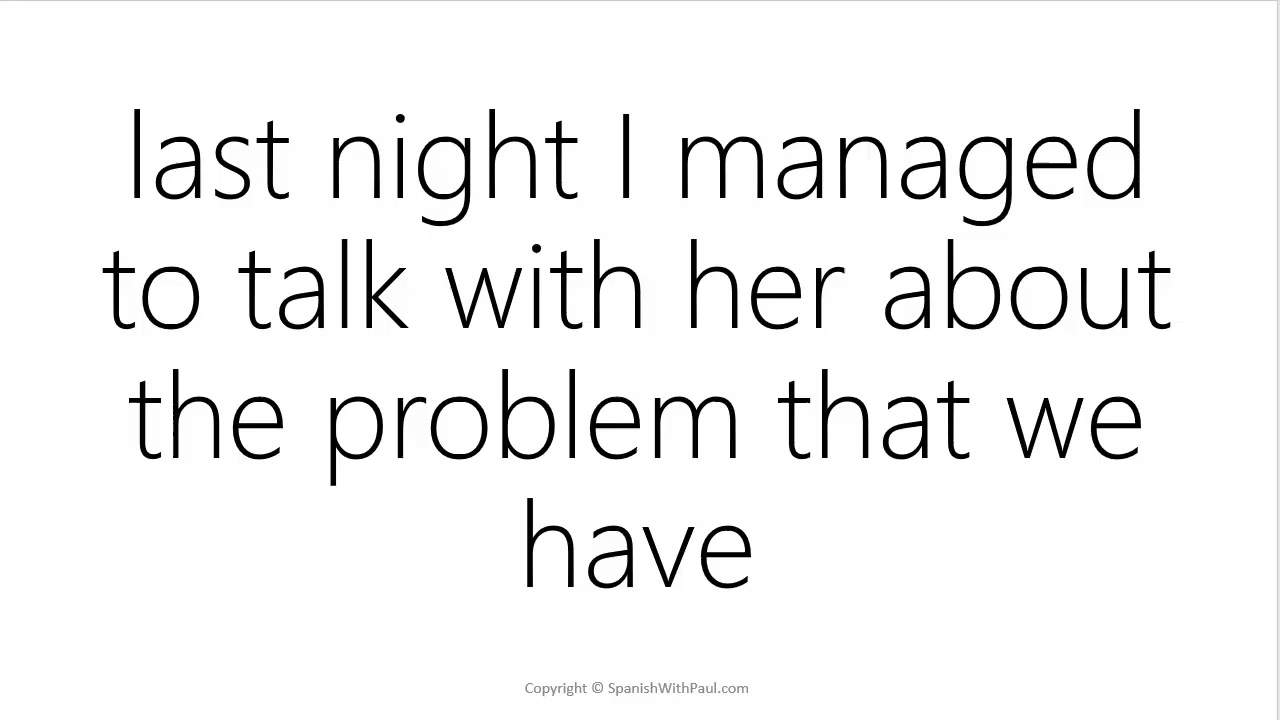 last night I managed
to talk with her about
the problem that we
have
Copyright © SpanishWithPaul.com